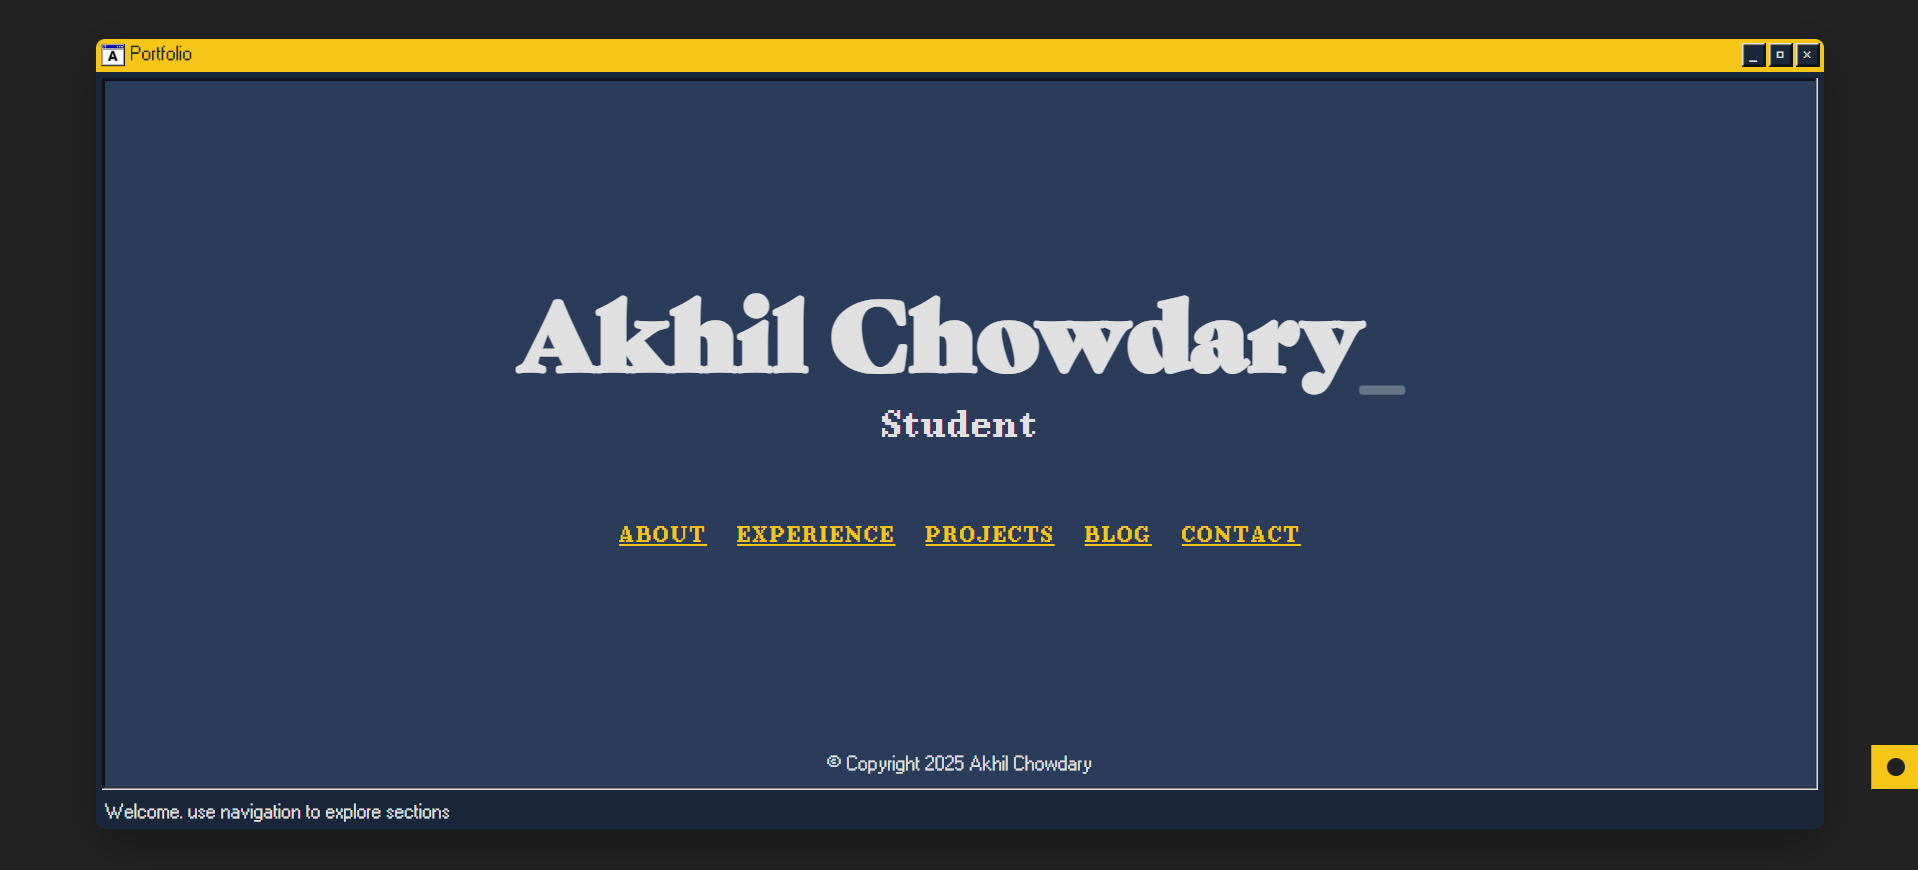 A Portfolio
Akhil Chowdary_
Student
ABOUT EXPERIENCE PROJECTS BLOG CONTACT
© Copyright 2025 Akhil Chowdary
Welcome. use navigation to explore sections